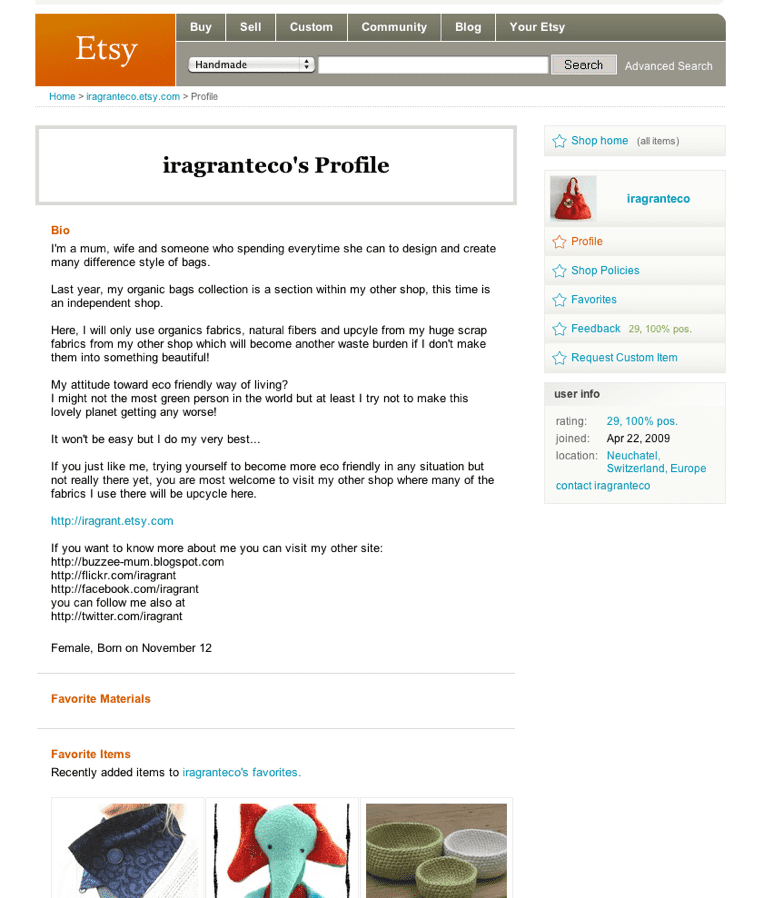 Etsy
Buy Sell Custom Community Blog Your Etsy
Handmade Search Advanced Search
Home > iragranteco.etsy.com > Profile
iragranteco's Profile
Bio
I'm a mum, wife and someone who spending everytime she can to design and create
many difference style of bags.
Last year, my organic bags collection is a section within my other shop, this time is
an independent shop.
Here, I will only use organics fabrics, natural fibers and upcyle from my huge scrap
fabrics from my other shop which will become another waste burden if I don't make
them into something beautiful!
My attitude toward eco friendly way of living?
I might not the most green person in the world but at least I try not to make this
lovely planet getting any worse!
It won't be easy but I do my very best...
If you just like me, trying yourself to become more eco friendly in any situation but
not really there yet, you are most welcome to visit my other shop where many of the
fabrics I use there will be upcycle here.
http://iragrant.etsy.com
If you want to know more about me you can visit my other site:
http://buzzee-mum.blogspot.com
http://flickr.com/iragrant
http://facebook.com/iragrant
you can follow me also at
http://twitter.com/iragrant
Female, Born on November 12
Favorite Materials
Favorite Items
Recently added items to iragranteco's favorites.
Shop home (all items)
iragranteco
Profile
Shop Policies
Favorites
Feedback 29, 100% pos.
Request Custom Item
user info
rating: 29, 100% pos.
joined: Apr 22, 2009
location: Neuchatel,
Switzerland, Europe
contact iragranteco